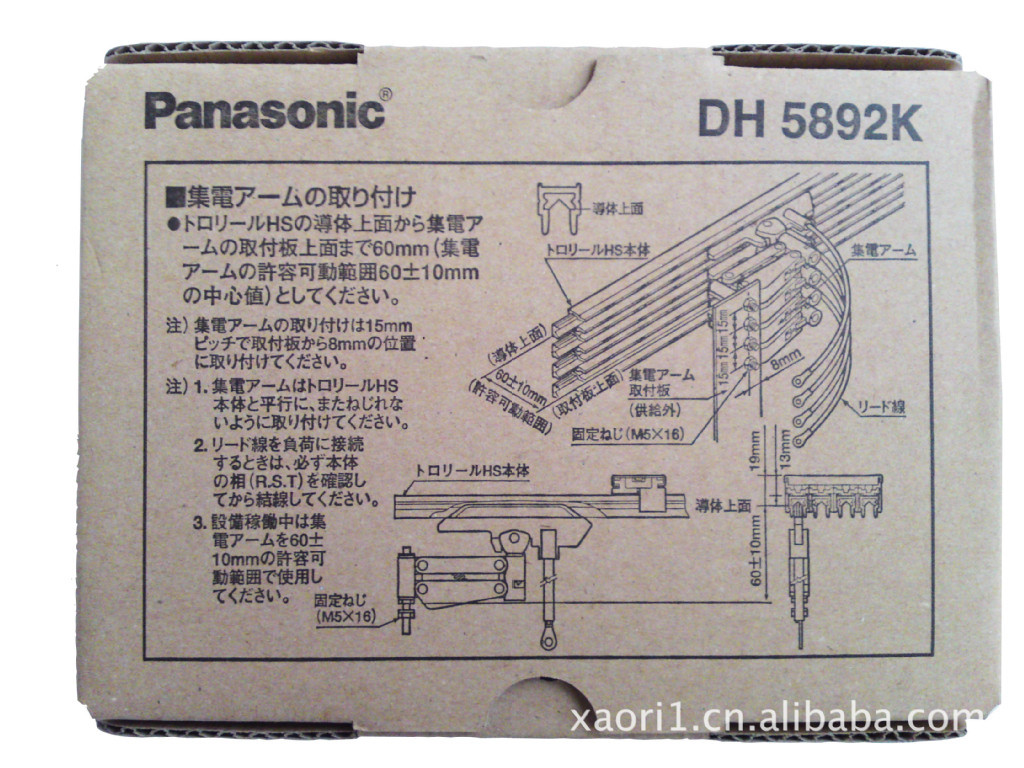 Panasonic®
DH 5892K
■集電アームの取り付け
●トロリールHSの導体上面から集電ア
ームの取付板上面まで60mm(集電
アームの許容可動範囲60±10mm
の中心値)としてください。
注)集電アームの取り付けは15mm
ピッチで取付板から8mmの位置
に取り付けてください。
注)1.集電アームはトロリールHS
本体と平行に、またねじれな
いように取り付けてください。
2.リード線を負荷に接続
するときは、必ず本体
の相(R.S.T)を確認し
てから結線してください。
3.設備稼働中は集
電アームを60±
10mmの許容可
動範囲で使用し
てください。
導体上面
トロリールHS本体
集電アーム
(導体上面)
60±10mm
(許容可動範囲)
(取付板上面)
15mm
15mm
15mm
8mm
集電アーム
取付板
(供給外)
固定ねじ(M5×16)
リード線
19mm
13mm
トロリールHS本体
導体上面
60±10mm
固定ねじ
(M5×16)
xaori1.cn.alibaba.com